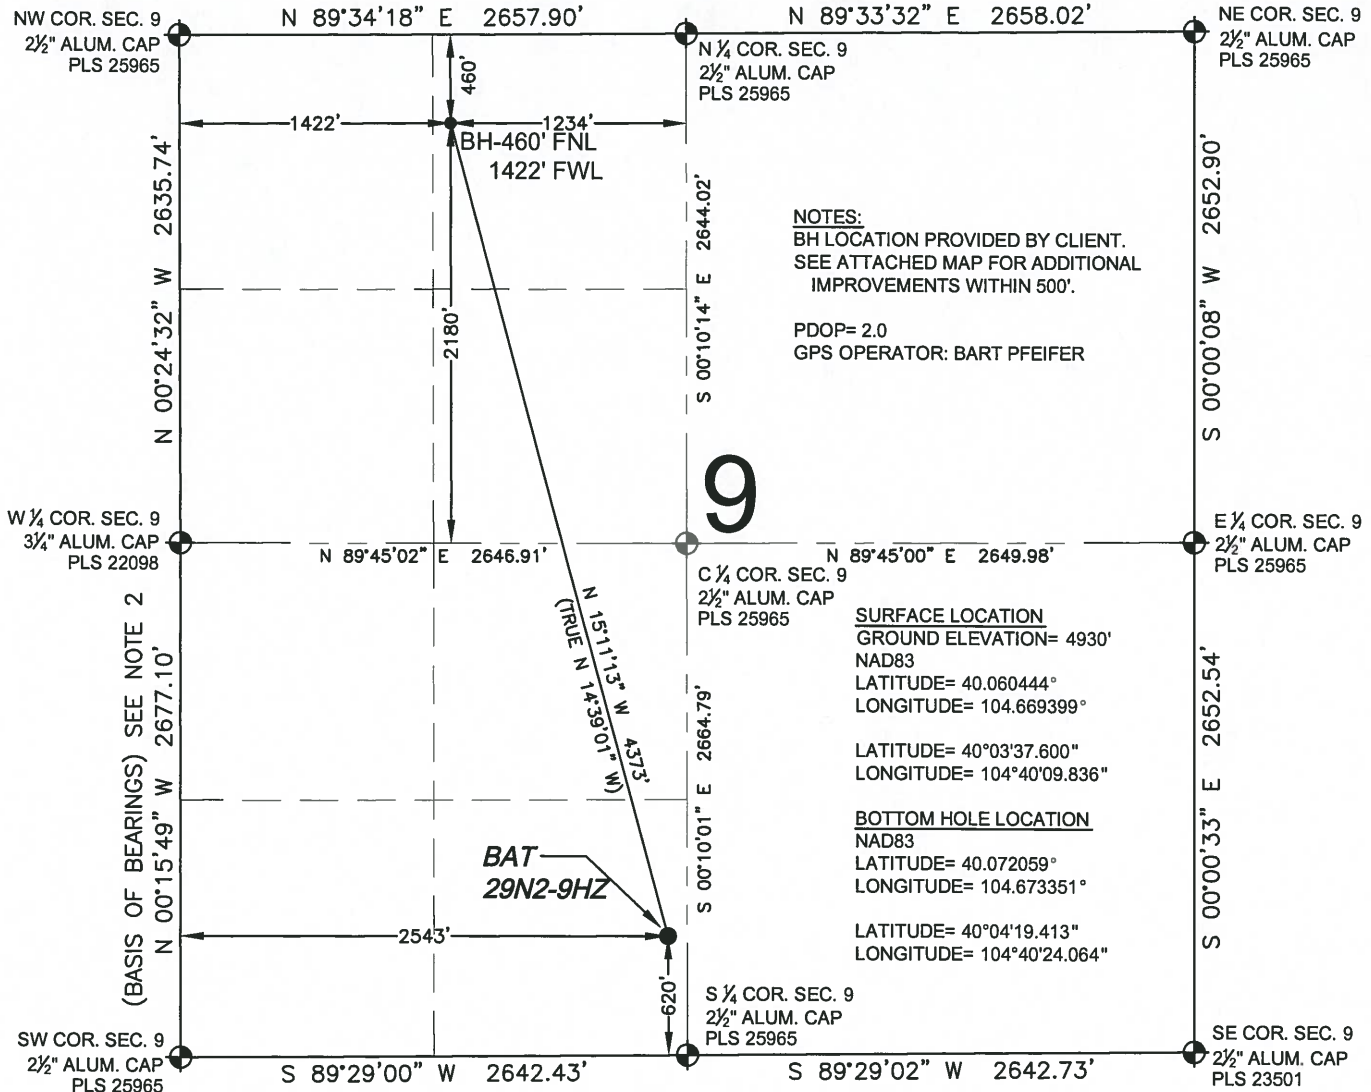 N 89°34'18" E 2657.90'
N 89°33'32" E 2658.02'
NW COR. SEC. 9
2½" ALUM. CAP
PLS 25965
N ¼ COR. SEC. 9
2½" ALUM. CAP
PLS 25965
NE COR. SEC. 9
2½" ALUM. CAP
PLS 25965
460'
1422'
1234'
BH-460' FNL
1422' FWL
N 00°24'32" W 2635.74'
2180'
S 00°10'14" E 2644.02'
S 00°00'08" W 2652.90'
NOTES:
BH LOCATION PROVIDED BY CLIENT.
SEE ATTACHED MAP FOR ADDITIONAL
IMPROVEMENTS WITHIN 500'.
PDOP= 2.0
GPS OPERATOR: BART PFEIFER
9
W ¼ COR. SEC. 9
3¼" ALUM. CAP
PLS 22098
N 89°45'02" E 2646.91'
N 89°45'00" E 2649.98'
E ¼ COR. SEC. 9
2½" ALUM. CAP
PLS 25965
C ¼ COR. SEC. 9
2½" ALUM. CAP
PLS 25965
(BASIS OF BEARINGS) SEE NOTE 2
N 00°15'49" W 2677.10'
N 15°11'13" W 4373'
(TRUE N 14°39'01" W)
S 00°10'01" E 2664.79'
S 00°00'33" E 2652.54'
SURFACE LOCATION
GROUND ELEVATION= 4930'
NAD83
LATITUDE= 40.060444°
LONGITUDE= 104.669399°
LATITUDE= 40°03'37.600"
LONGITUDE= 104°40'09.836"
BOTTOM HOLE LOCATION
NAD83
LATITUDE= 40.072059°
LONGITUDE= 104.673351°
LATITUDE= 40°04'19.413"
LONGITUDE= 104°40'24.064"
BAT
29N2-9HZ
2543'
620'
SW COR. SEC. 9
2½" ALUM. CAP
PLS 25965
S ¼ COR. SEC. 9
2½" ALUM. CAP
PLS 25965
SE COR. SEC. 9
2½" ALUM. CAP
PLS 23501
S 89°29'00" W 2642.43'
S 89°29'02" W 2642.73'